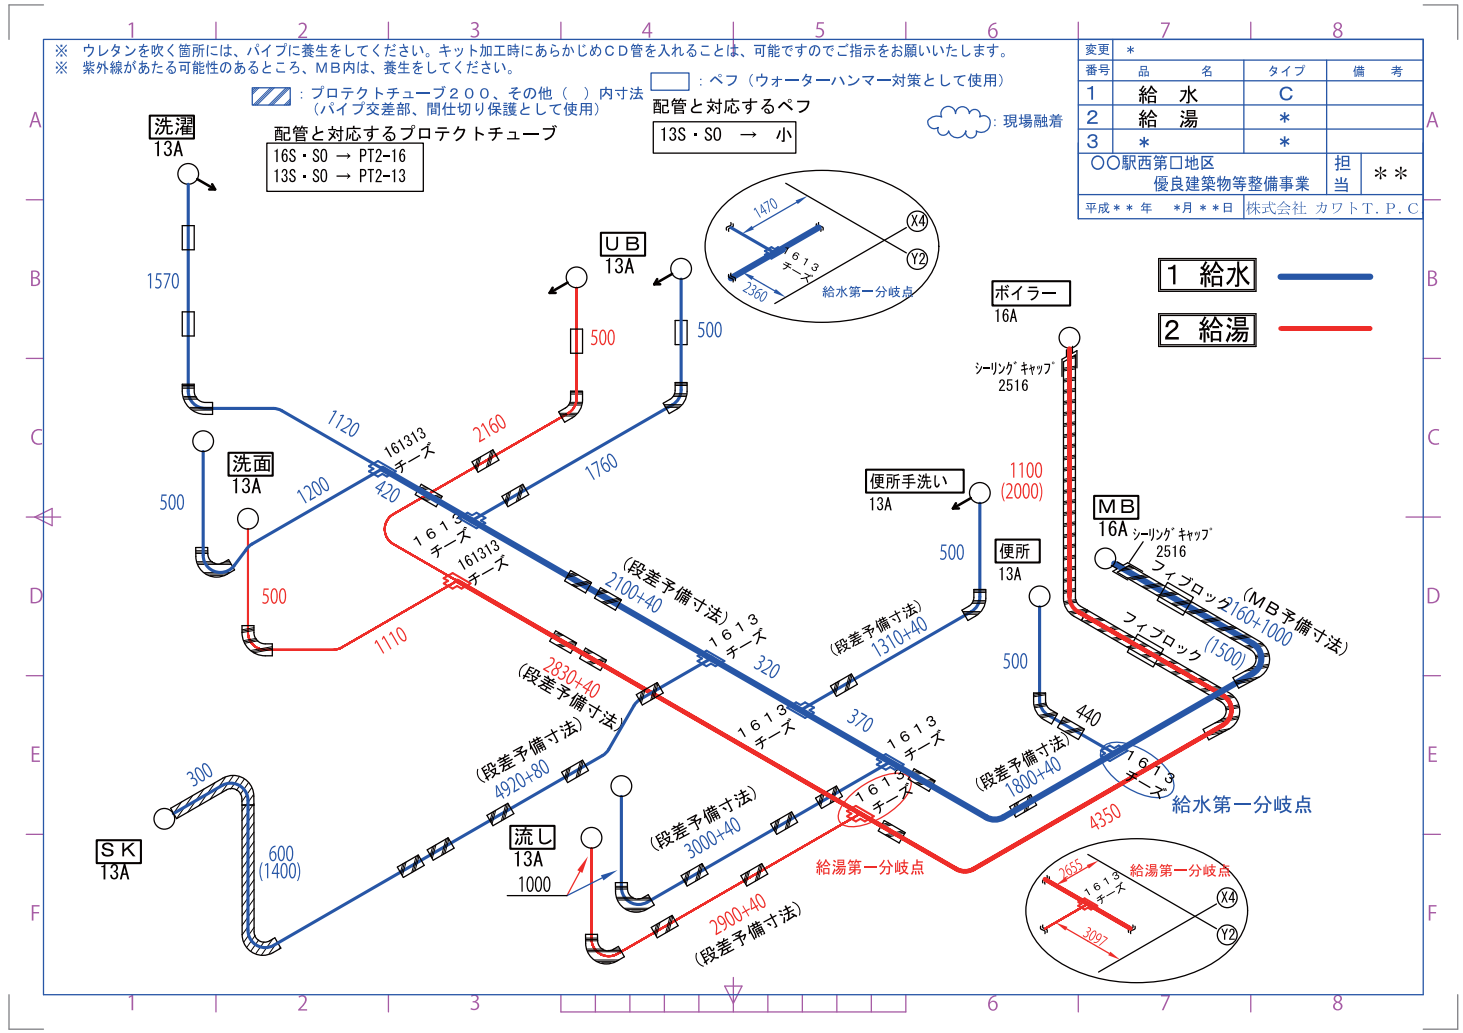 1 2 3 4 5 6 7 8
※ ウレタンを吹く箇所には、パイプに養生をしてください。キット加工時にあらかじめCD管を入れることは、可能ですのでご指示をお願いいたします。
※ 紫外線があたる可能性のあるところ、MB内は、養生をしてください。
：プロテクトチューブ200、その他（ ）内寸法
（パイプ交差部、間仕切り保護として使用）
：ペフ（ウォーターハンマー対策として使用）
配管と対応するプロテクトチューブ
16S・SO → PT2-16
13S・SO → PT2-13
配管と対応するペフ
13S・SO → 小
：現場融着
変更 *
番号 品 名 タイプ 備 考
1 給 水 C
2 給 湯 *
3 * *
〇〇駅西第口地区
優良建築物等整備事業
担当 **
平成**年 *月**日
株式会社 カワトT.P.C
A
B
C
D
E
F
A
B
C
D
E
F
1 給水
2 給湯
洗濯
13A
1570
1120
UB
13A
500
500
2160
1760
1470
2360
1613
チーズ
給水第一分岐点
X4
Y2
ボイラー
16A
シーリングキャップ
2516
1100
(2000)
洗面
13A
500
1200
420
161313
チーズ
1613
チーズ
161313
チーズ
500
1110
便所手洗い
13A
500
便所
13A
500
440
MB
16A
シーリングキャップ
2516
フィブロック
(MB予備寸法)
2160+1000
(1500)
フィブロック
(段差予備寸法)
2100+40
1613
チーズ
320
(段差予備寸法)
1310+40
2830+40
(段差予備寸法)
1613
チーズ
370
1613
チーズ
(段差予備寸法)
1800+40
1613
チーズ
給水第一分岐点
4350
(段差予備寸法)
4920+80
300
SK
13A
600
(1400)
流し
13A
1000
(段差予備寸法)
3000+40
1613
チーズ
給湯第一分岐点
2900+40
(段差予備寸法)
2655
給湯第一分岐点
1613
チーズ
3097
X4
Y2
1 2 3 4 5 6 7 8